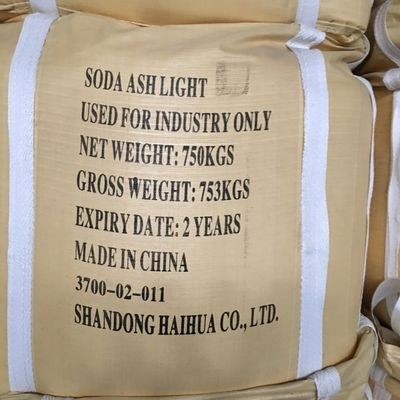 SODA ASH LIGHT
USED FOR INDUSTRY ONLY
NET WEIGHT: 750KGS
GROSS WEIGHT: 753KGS
EXPIRY DATE: 2 YEARS
MADE IN CHINA
3700-02-011
SHANDONG HAIHUA CO., LTD.